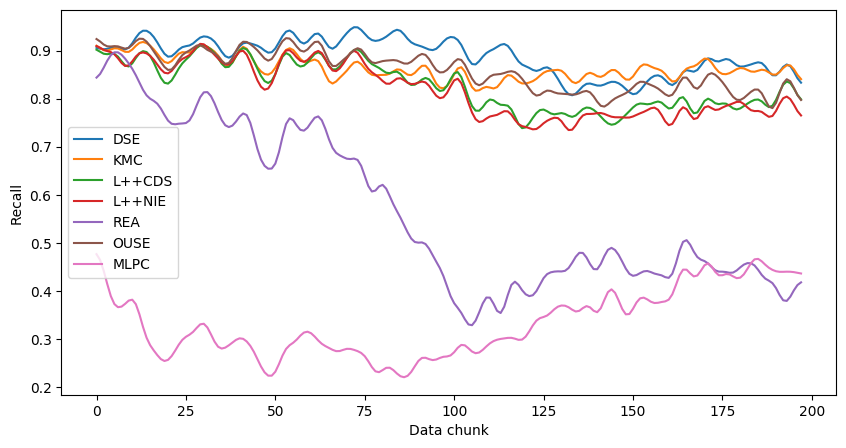 0.9
0.8
0.7
0.6
0.5
0.4
0.3
0.2
Recall
DSE
KMC
L++CDS
L++NIE
REA
OUSE
MLPC
0 25 50 75 100 125 150 175 200
Data chunk